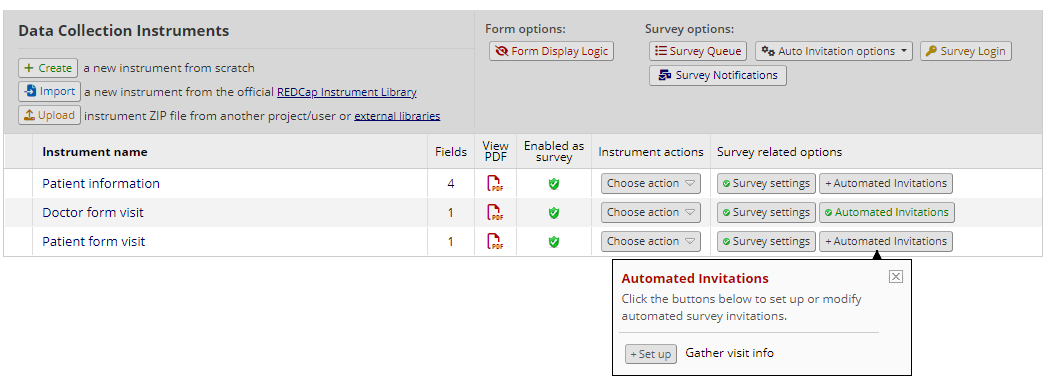 Data Collection Instruments
+ Create a new instrument from scratch
Import a new instrument from the official REDCap Instrument Library
Upload instrument ZIP file from another project/user or external libraries
Form options:
Form Display Logic
Survey options:
Survey Queue Auto Invitation options Survey Login
Survey Notifications
Instrument name Fields View PDF Enabled as survey Instrument actions Survey related options
Patient information 4 PDF Choose action Survey settings + Automated Invitations
Doctor form visit 1 PDF Choose action Survey settings Automated Invitations
Patient form visit 1 PDF Choose action Survey settings + Automated Invitations
Automated Invitations
Click the buttons below to set up or modify
automated survey invitations.
+ Set up Gather visit info